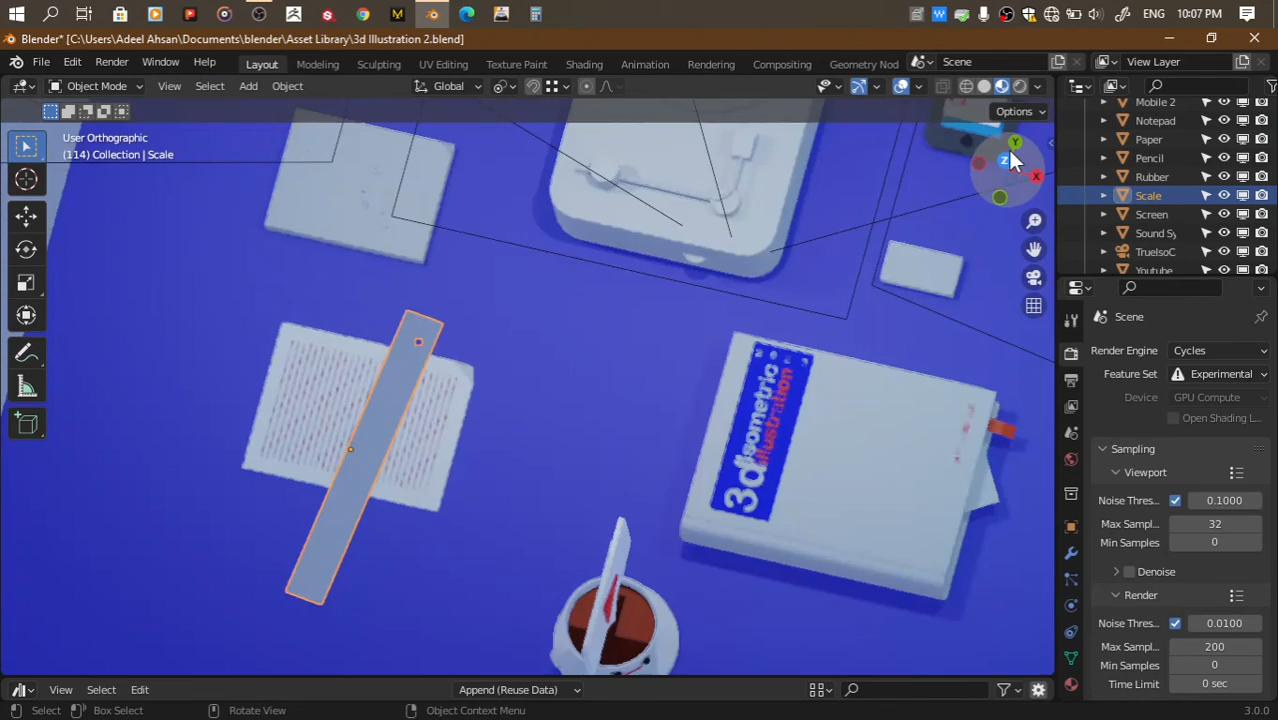 ENG 10:07 PM
Blender* [C:\Users\Adeel Ahsan\Documents\blender\Asset Library\3d Illustration 2.blend]
File Edit Render Window Help Layout Modeling Sculpting UV Editing Texture Paint Shading Animation Rendering Compositing Geometry Nod Scene View Layer
Object Mode View Select Add Object Global
Options
User Orthographic
(114) Collection | Scale
Y
Z
X
Mobile 2
Notepad
Paper
Pencil
Rubber
Scale
Screen
Sound Sy
TrueIsoC
Youtube
Scene
Render Engine Cycles
Feature Set Experimental
Device GPU Compute
Open Shading L...
Sampling
Viewport
Noise Thres... 0.1000
Max Sampl... 32
Min Samples 0
Denoise
Render
Noise Thres... 0.0100
Max Sampl... 200
Min Samples 0
Time Limit 0 sec
3d Isometric
illustration
View Select Edit Append (Reuse Data)
Select Box Select Rotate View Object Context Menu 3.0.0